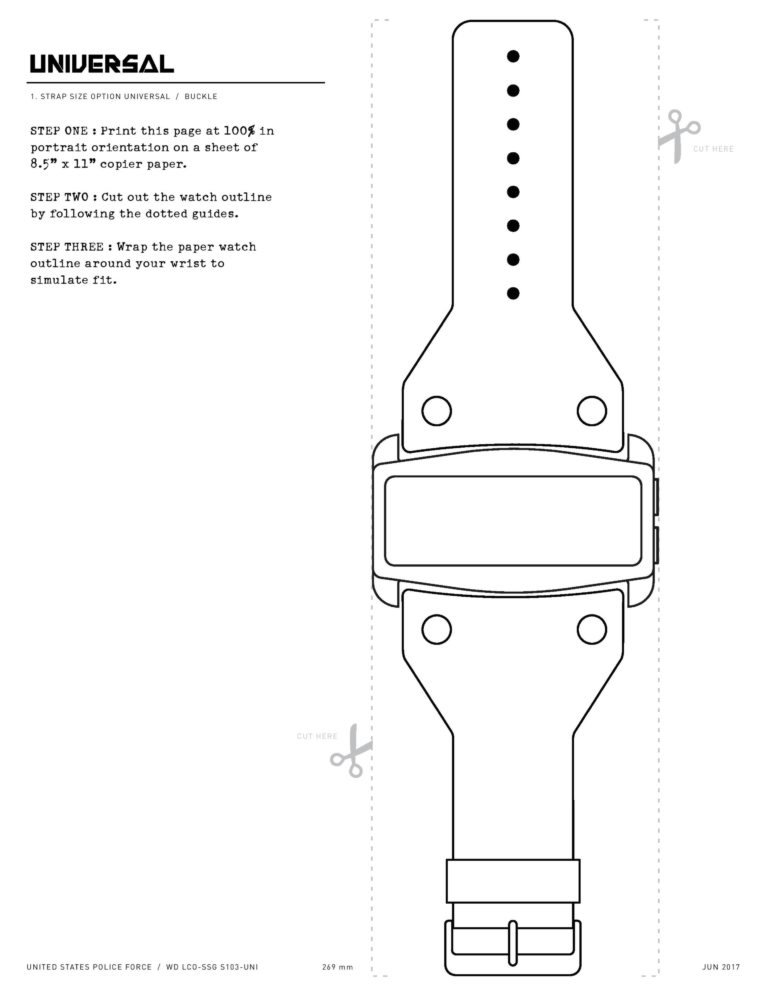 UNIVERSAL
1. STRAP SIZE OPTION UNIVERSAL / BUCKLE
STEP ONE : Print this page at 100% in
portrait orientation on a sheet of
8.5" x 11" copier paper.
STEP TWO : Cut out the watch outline
by following the dotted guides.
STEP THREE : Wrap the paper watch
outline around your wrist to
simulate fit.
CUT HERE
CUT HERE
UNITED STATES POLICE FORCE / WD LCO-SSG S103-UNI
269 mm
JUN 2017